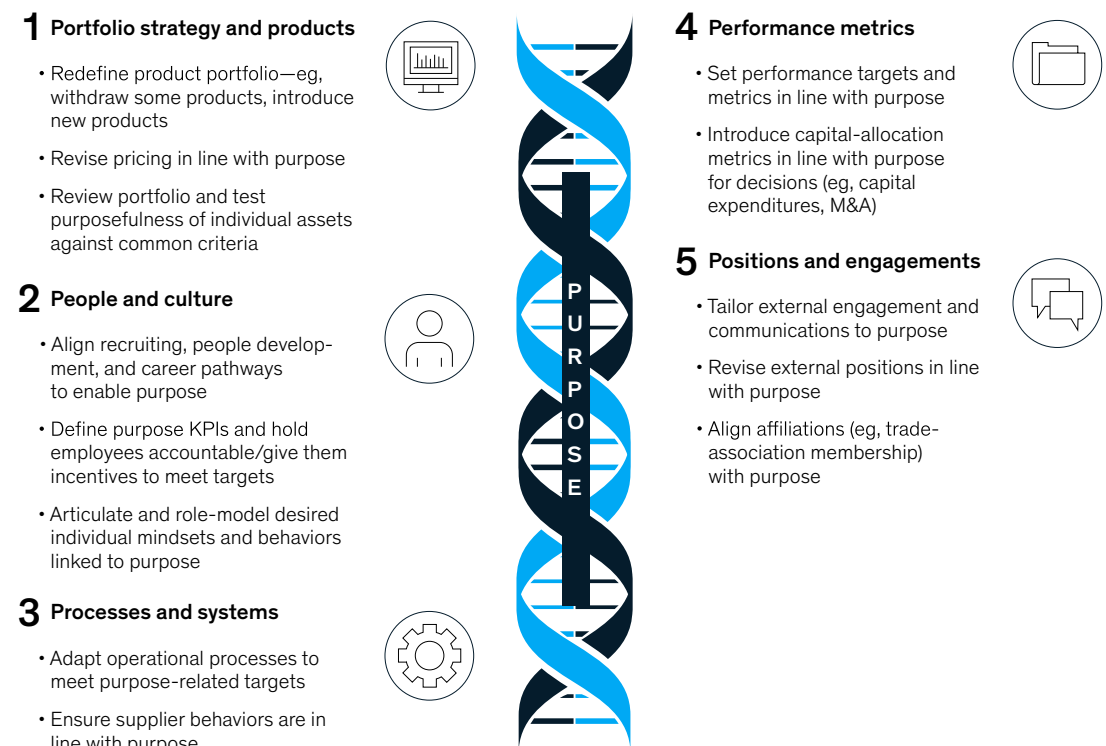 1 Portfolio strategy and products
• Redefine product portfolio—eg,
withdraw some products, introduce
new products
• Revise pricing in line with purpose
• Review portfolio and test
purposefulness of individual assets
against common criteria
2 People and culture
• Align recruiting, people develop-
ment, and career pathways
to enable purpose
• Define purpose KPIs and hold
employees accountable/give them
incentives to meet targets
• Articulate and role-model desired
individual mindsets and behaviors
linked to purpose
3 Processes and systems
• Adapt operational processes to
meet purpose-related targets
• Ensure supplier behaviors are in
line with purpose
PURPOSE
4 Performance metrics
• Set performance targets and
metrics in line with purpose
• Introduce capital-allocation
metrics in line with purpose
for decisions (eg, capital
expenditures, M&A)
5 Positions and engagements
• Tailor external engagement and
communications to purpose
• Revise external positions in line
with purpose
• Align affiliations (eg, trade-
association membership)
with purpose